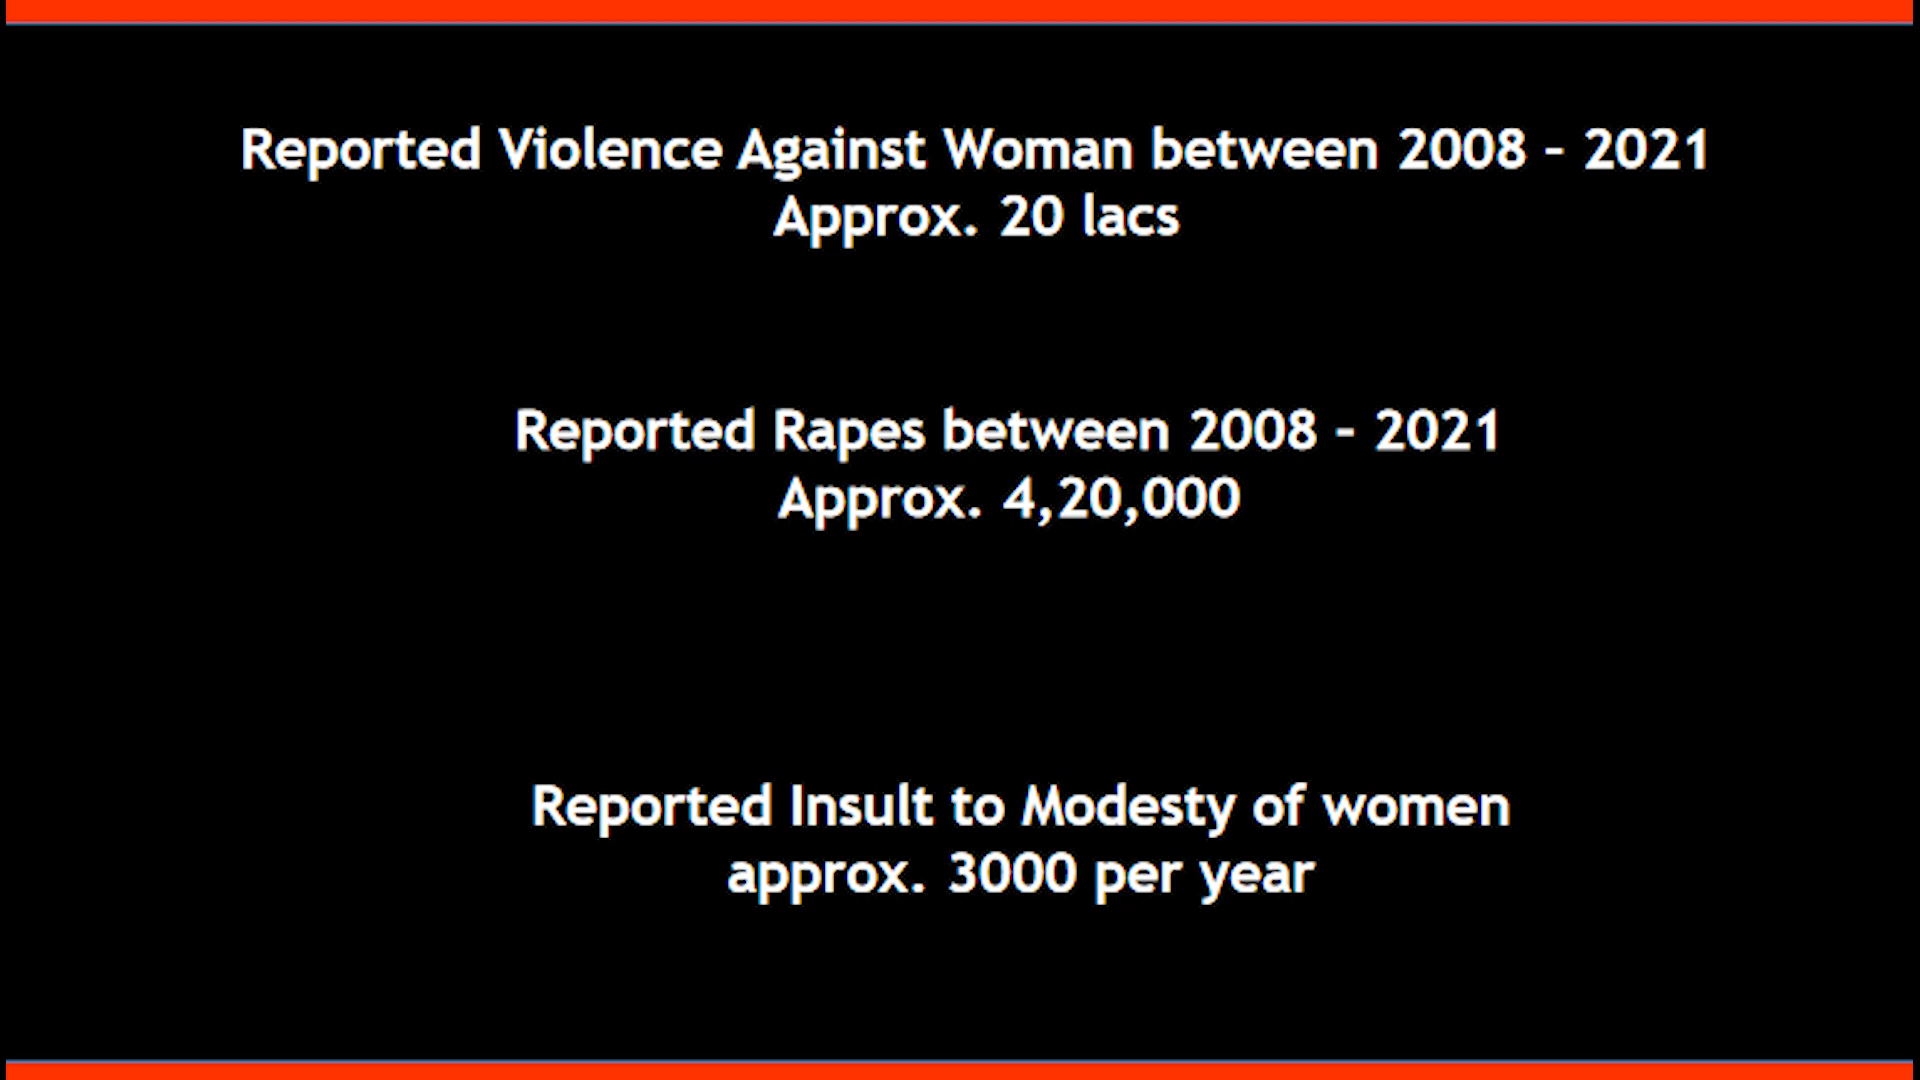 Reported Violence Against Woman between 2008 - 2021
Approx. 20 lacs
Reported Rapes between 2008 - 2021
Approx. 4,20,000
Reported Insult to Modesty of women
approx. 3000 per year